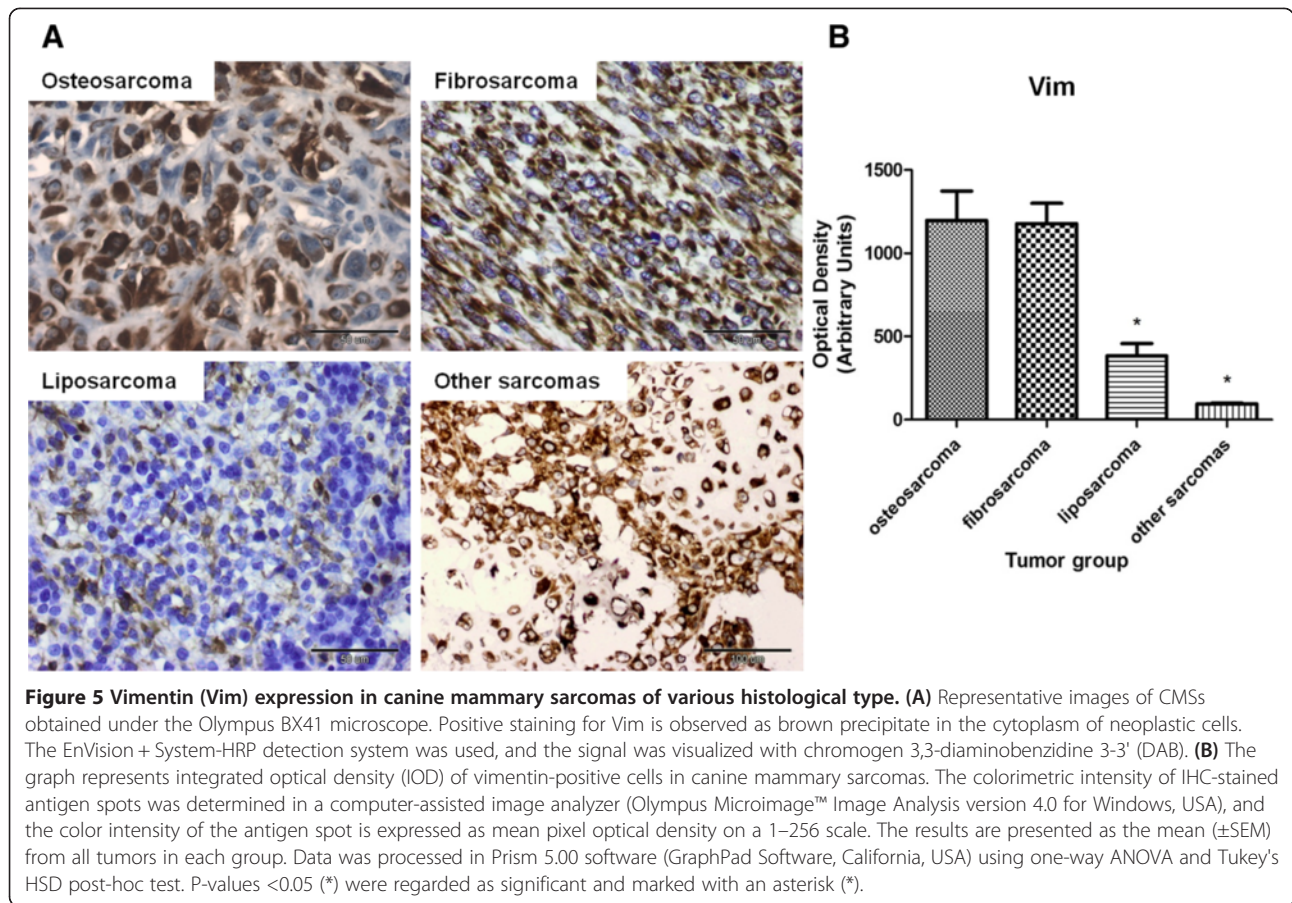 A
B
Osteosarcoma
Fibrosarcoma
50 µm
50 µm
Liposarcoma
Other sarcomas
50 µm
100 µm
Vim
Optical Density
(Arbitrary Units)
1500
1000
500
0
*
*
osteosarcoma
fibrosarcoma
liposarcoma
other sarcomas
Tumor group
Figure 5 Vimentin (Vim) expression in canine mammary sarcomas of various histological type. (A) Representative images of CMSs
obtained under the Olympus BX41 microscope. Positive staining for Vim is observed as brown precipitate in the cytoplasm of neoplastic cells.
The EnVision + System-HRP detection system was used, and the signal was visualized with chromogen 3,3-diaminobenzidine 3-3' (DAB). (B) The
graph represents integrated optical density (IOD) of vimentin-positive cells in canine mammary sarcomas. The colorimetric intensity of IHC-stained
antigen spots was determined in a computer-assisted image analyzer (Olympus Microimage™ Image Analysis version 4.0 for Windows, USA), and
the color intensity of the antigen spot is expressed as mean pixel optical density on a 1–256 scale. The results are presented as the mean (±SEM)
from all tumors in each group. Data was processed in Prism 5.00 software (GraphPad Software, California, USA) using one-way ANOVA and Tukey's
HSD post-hoc test. P-values <0.05 (*) were regarded as significant and marked with an asterisk (*).